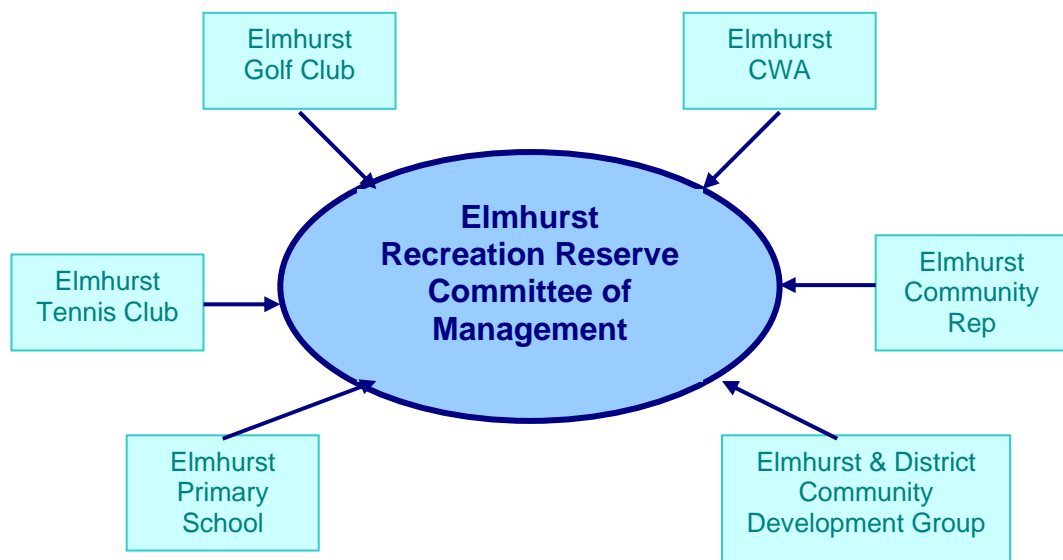 Elmhurst
Golf Club
Elmhurst
CWA
Elmhurst
Recreation Reserve
Committee of
Management
Elmhurst
Tennis Club
Elmhurst
Community
Rep
Elmhurst
Primary
School
Elmhurst & District
Community
Development Group